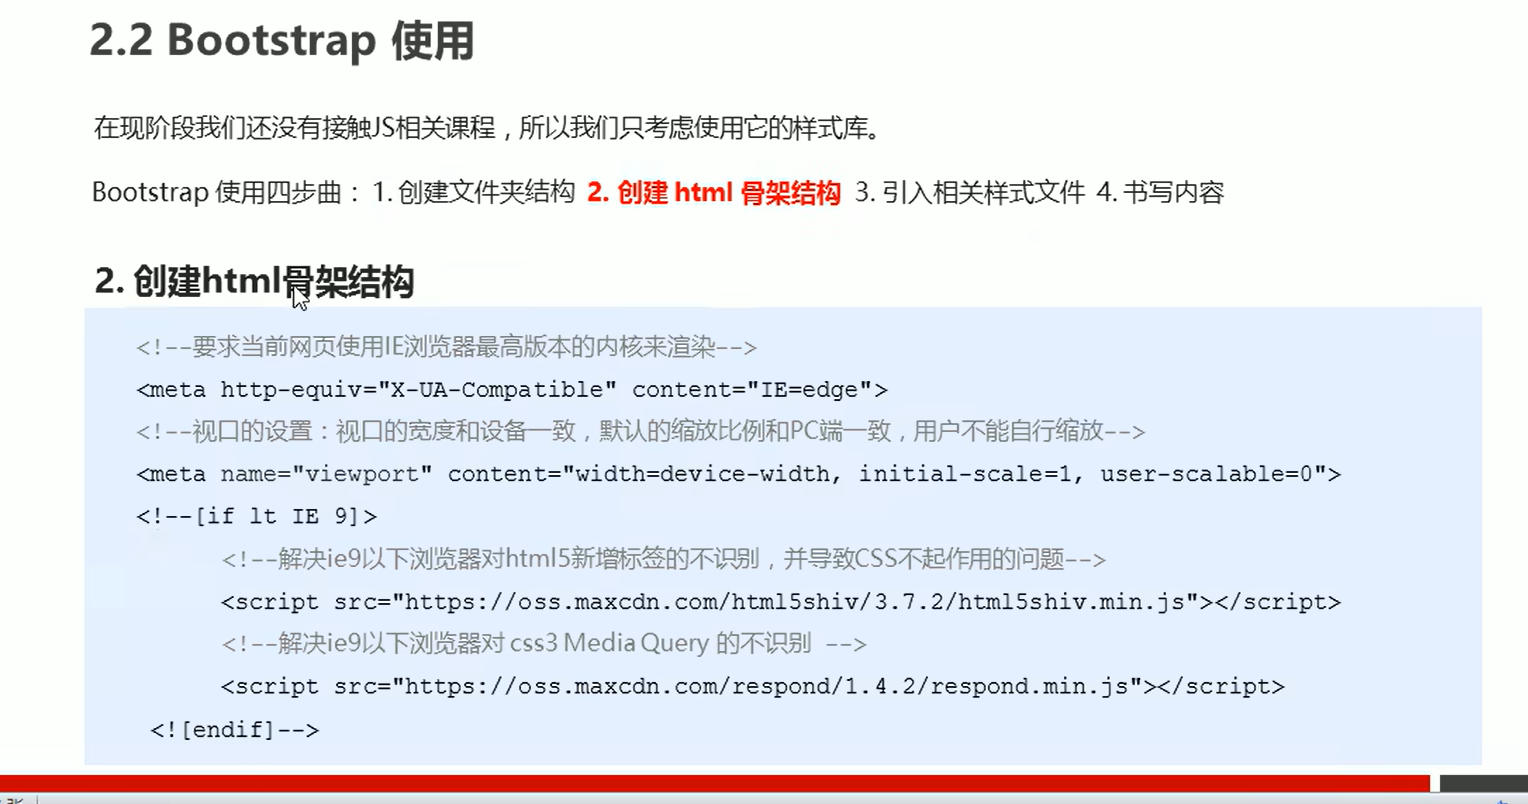 2.2 Bootstrap 使用
在现阶段我们还没有接触JS相关课程，所以我们只考虑使用它的样式库。
Bootstrap 使用四步曲： 1. 创建文件夹结构 2. 创建 html 骨架结构 3. 引入相关样式文件 4. 书写内容
2. 创建html骨架结构
<!--要求当前网页使用IE浏览器最高版本的内核来渲染-->
<meta http-equiv="X-UA-Compatible" content="IE=edge">
<!--视口的设置：视口的宽度和设备一致，默认的缩放比例和PC端一致，用户不能自行缩放-->
<meta name="viewport" content="width=device-width, initial-scale=1, user-scalable=0">
<!--[if lt IE 9]>
<!--解决ie9以下浏览器对html5新增标签的不识别，并导致CSS不起作用的问题-->
<script src="https://oss.maxcdn.com/html5shiv/3.7.2/html5shiv.min.js"></script>
<!--解决ie9以下浏览器对 css3 Media Query 的不识别 -->
<script src="https://oss.maxcdn.com/respond/1.4.2/respond.min.js"></script>
<![endif]-->